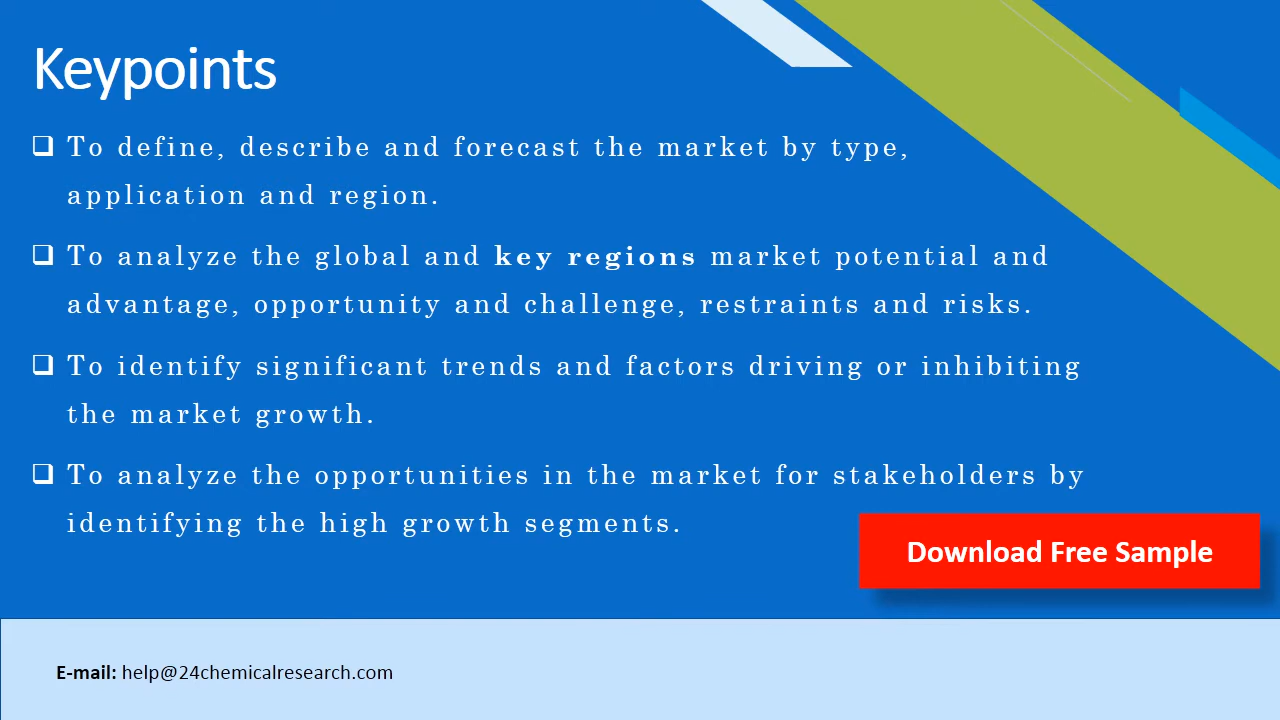 Keypoints
❑ To define, describe and forecast the market by type,
application and region.
❑ To analyze the global and key regions market potential and
advantage, opportunity and challenge, restraints and risks.
❑ To identify significant trends and factors driving or inhibiting
the market growth.
❑ To analyze the opportunities in the market for stakeholders by
identifying the high growth segments.
Download Free Sample
E-mail: help@24chemicalresearch.com